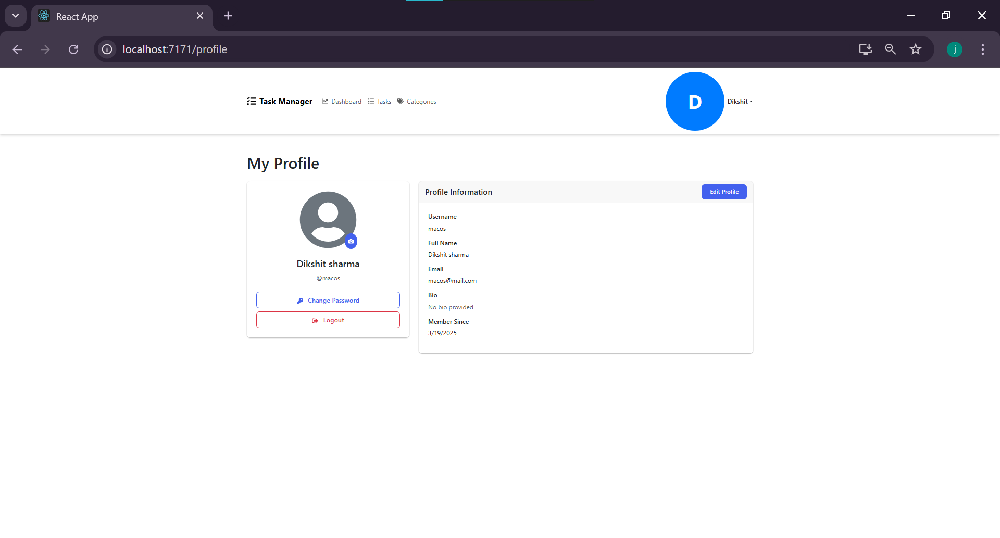 React App
localhost:7171/profile
j
Task Manager
Dashboard
Tasks
Categories
D
Dikshit
My Profile
Dikshit sharma
@macos
Change Password
Logout
Profile Information
Edit Profile
Username
macos
Full Name
Dikshit sharma
Email
macos@mail.com
Bio
No bio provided
Member Since
3/19/2025